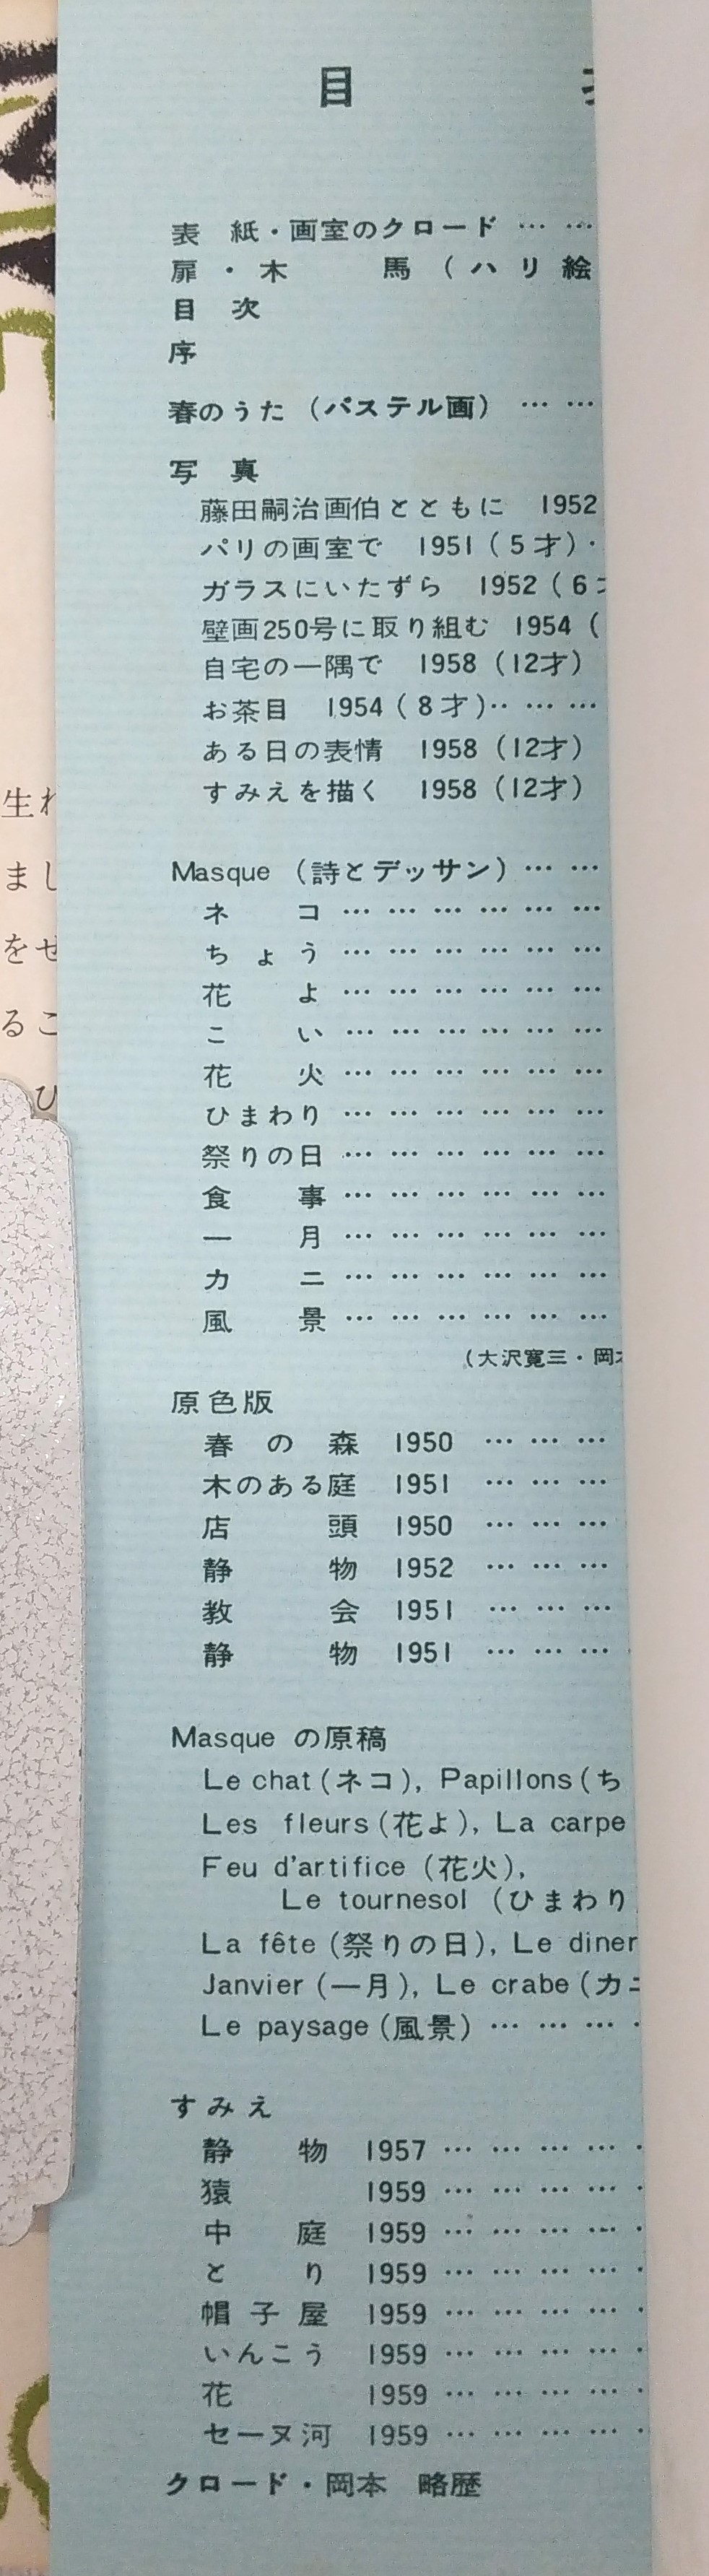 目
表 紙・画室のクロード … …
扉・木 馬(ハリ絵
目 次
序
春のうた(パステル画) … …
写 真
藤田嗣治画伯とともに 1952
パリの画室で 1951(5才)・
ガラスにいたずら 1952(6
壁画250号に取り組む 1954(
自宅の一隅で 1958(12才)
お茶目 1954(8才)‥ … …
ある日の表情 1958(12才)
すみえを描く 1958(12才)
Masque(詩とデッサン)… …
ネ コ … … … … … …
ちょう … … … … … …
花 よ … … … … … …
こ い … … … … … …
花 火 … … … … … …
ひまわり … … … … … …
祭りの日 … … … … … …
食 事 … … … … … …
一 月 … … … … … …
カ ニ … … … … … …
風 景 … … … … … …
(大沢寛三・岡
原色版
春 の 森 1950 … … …
木のある庭 1951 … … …
店 頭 1950 … … …
静 物 1952 … … …
教 会 1951 … … …
静 物 1951 … … …
Masque の原稿
Le chat(ネコ), Papillons(ち
Les fleurs(花よ), La carpe
Feu d'artifice(花火),
Le tournesol(ひまわり
La fête(祭りの日), Le diner
Janvier(一月), Le crabe(カニ
Le paysage(風景)… … … ・
すみえ
静 物 1957 … … … … ・
猿 1959 … … … … ・
中 庭 1959 … … … … ・
と り 1959 … … … … ・
帽子屋 1959 … … … … ・
いんこう 1959 … … … … ・
花 1959 … … … … ・
セーヌ河 1959 … … … … ・
クロード・岡本 略歴
生れ
まし
をせ
るこ
ひ